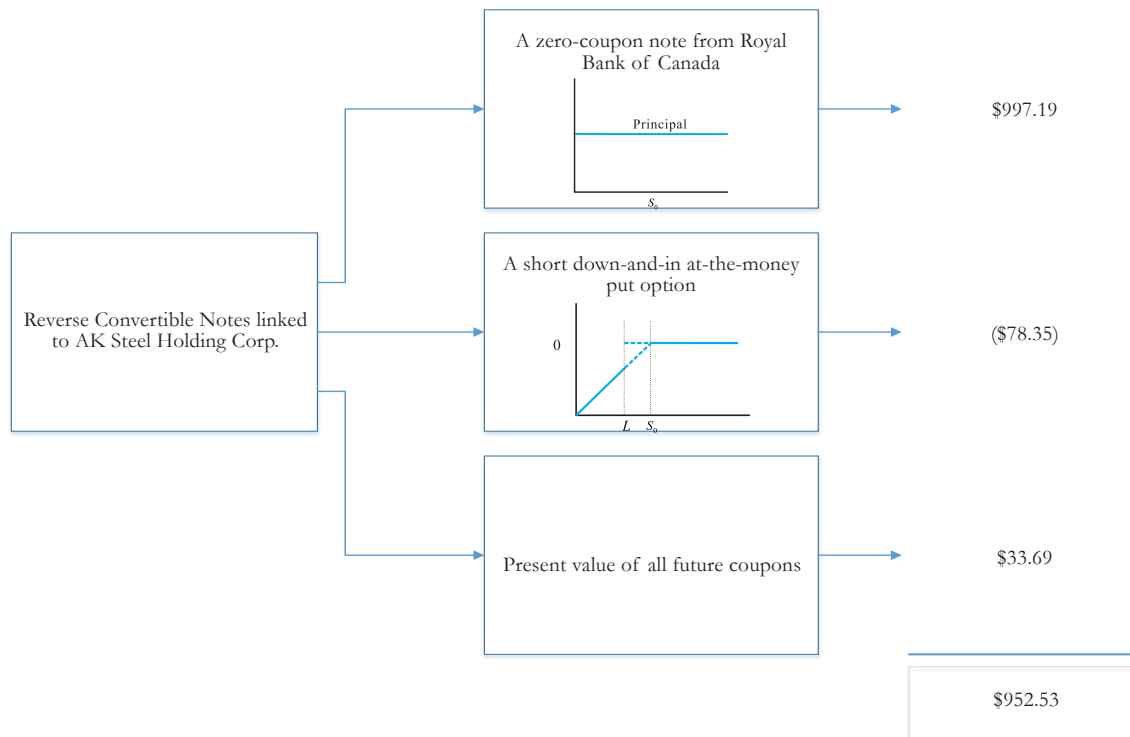 A zero-coupon note from Royal
Bank of Canada
Principal
S₀
$997.19
Reverse Convertible Notes linked
to AK Steel Holding Corp.
A short down-and-in at-the-money
put option
0
L S₀
($78.35)
Present value of all future coupons
$33.69
$952.53